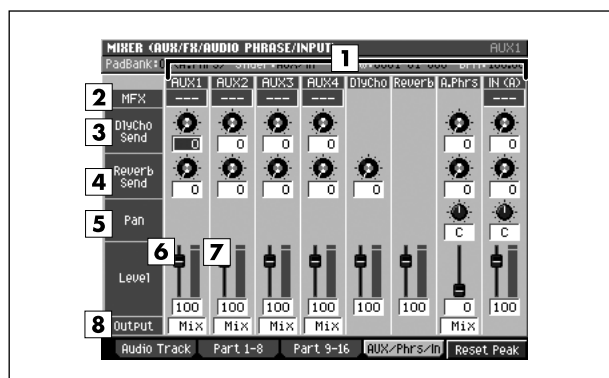 MIXER (AUX/FX/AUDIO PHRASE/INPUT
AUX1
1
PadBank:
AUX1 AUX2 AUX3 AUX4 DlyCho Reverb A.Phrs IN (A)
2 MFX --- --- --- --- --- ---
3 DlyCho Send 0 0 0 0 0 0
4 Reverb Send 0 0 0 0 0 0 0
5 Pan C C
6 7
Level 100 100 100 100 100 100 0 100
8 Output Mix Mix Mix Mix Mix
Audio Track Part 1-8 Part 9-16 AUX/Phrs/In Reset Peak